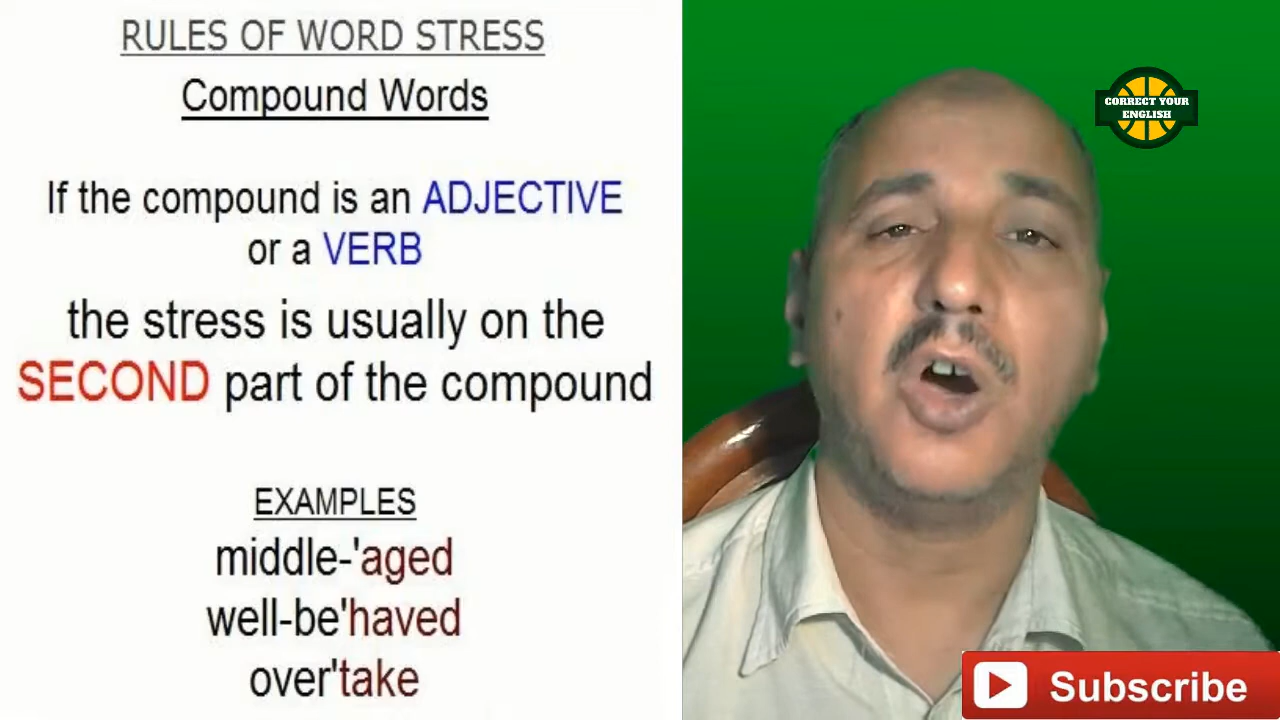 RULES OF WORD STRESS
Compound Words
If the compound is an ADJECTIVE
or a VERB
the stress is usually on the
SECOND part of the compound
EXAMPLES
middle-'aged
well-be'haved
over'take
CORRECT YOUR
ENGLISH
Subscribe